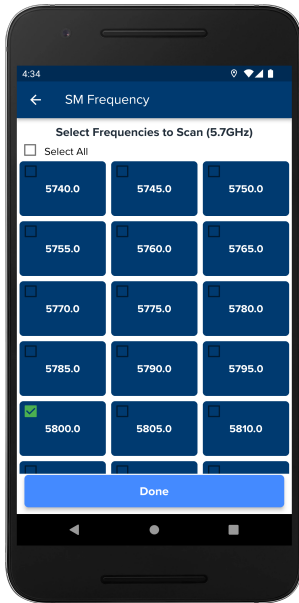 4:34
SM Frequency
Select Frequencies to Scan (5.7GHz)
Select All
5740.0 5745.0 5750.0
5755.0 5760.0 5765.0
5770.0 5775.0 5780.0
5785.0 5790.0 5795.0
5800.0 5805.0 5810.0
Done